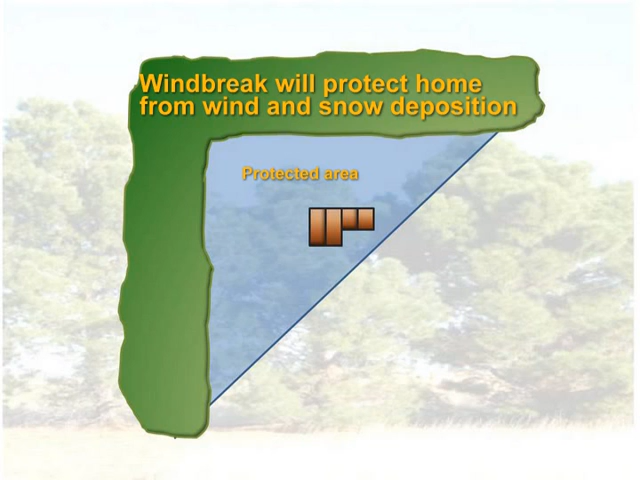 Windbreak will protect home
from wind and snow deposition
Protected area